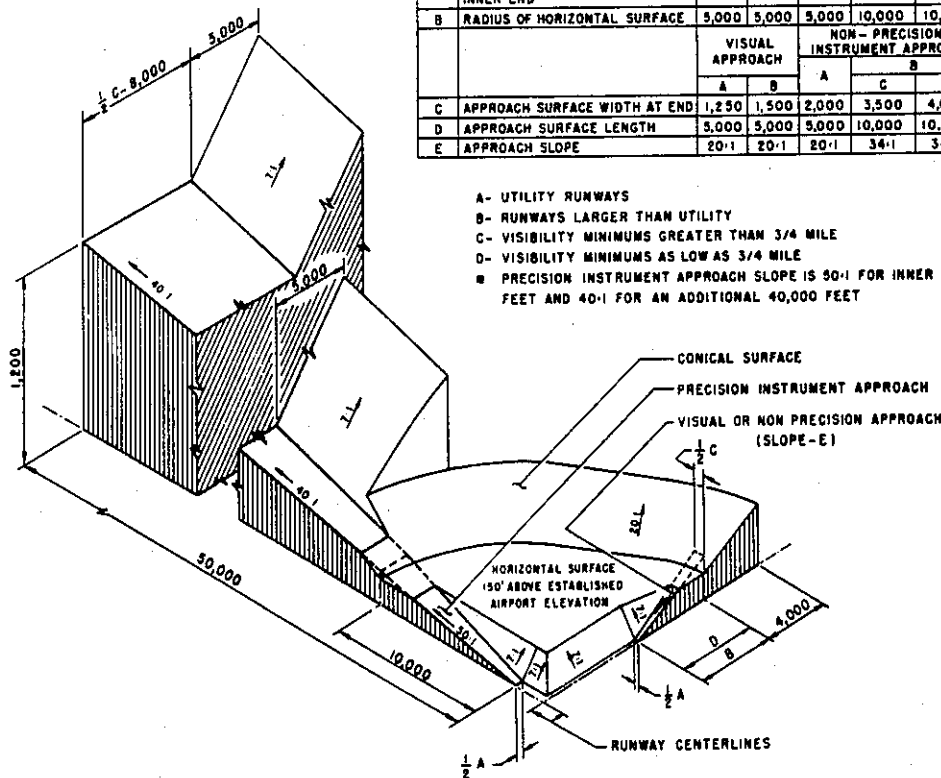 INNER END
B RADIUS OF HORIZONTAL SURFACE 5,000 5,000 5,000 10,000 10,
VISUAL APPROACH
NON-PRECISION INSTRUMENT APPRO
A B A B
C
C APPROACH SURFACE WIDTH AT END 1,250 1,500 2,000 3,500
D APPROACH SURFACE LENGTH 5,000 5,000 5,000 10,000 10,
E APPROACH SLOPE 20:1 20:1 20:1 34:1
A- UTILITY RUNWAYS
B- RUNWAYS LARGER THAN UTILITY
C- VISIBILITY MINIMUMS GREATER THAN 3/4 MILE
D- VISIBILITY MINIMUMS AS LOW AS 3/4 MILE
PRECISION INSTRUMENT APPROACH SLOPE IS 50:1 FOR INNER
FEET AND 40:1 FOR AN ADDITIONAL 40,000 FEET
5,000
½ C-8,000
7:1
40:1
5,000
1,200
7:1
40:1
CONICAL SURFACE
PRECISION INSTRUMENT APPROACH
VISUAL OR NON PRECISION APPROACH
(SLOPE-E)
½ C
20:1
50,000
HORIZONTAL SURFACE
150' ABOVE ESTABLISHED
AIRPORT ELEVATION
50:1
7:1
7:1
7:1
7:1
10,000
4,000
D
B
½ A
RUNWAY CENTERLINES
½ A